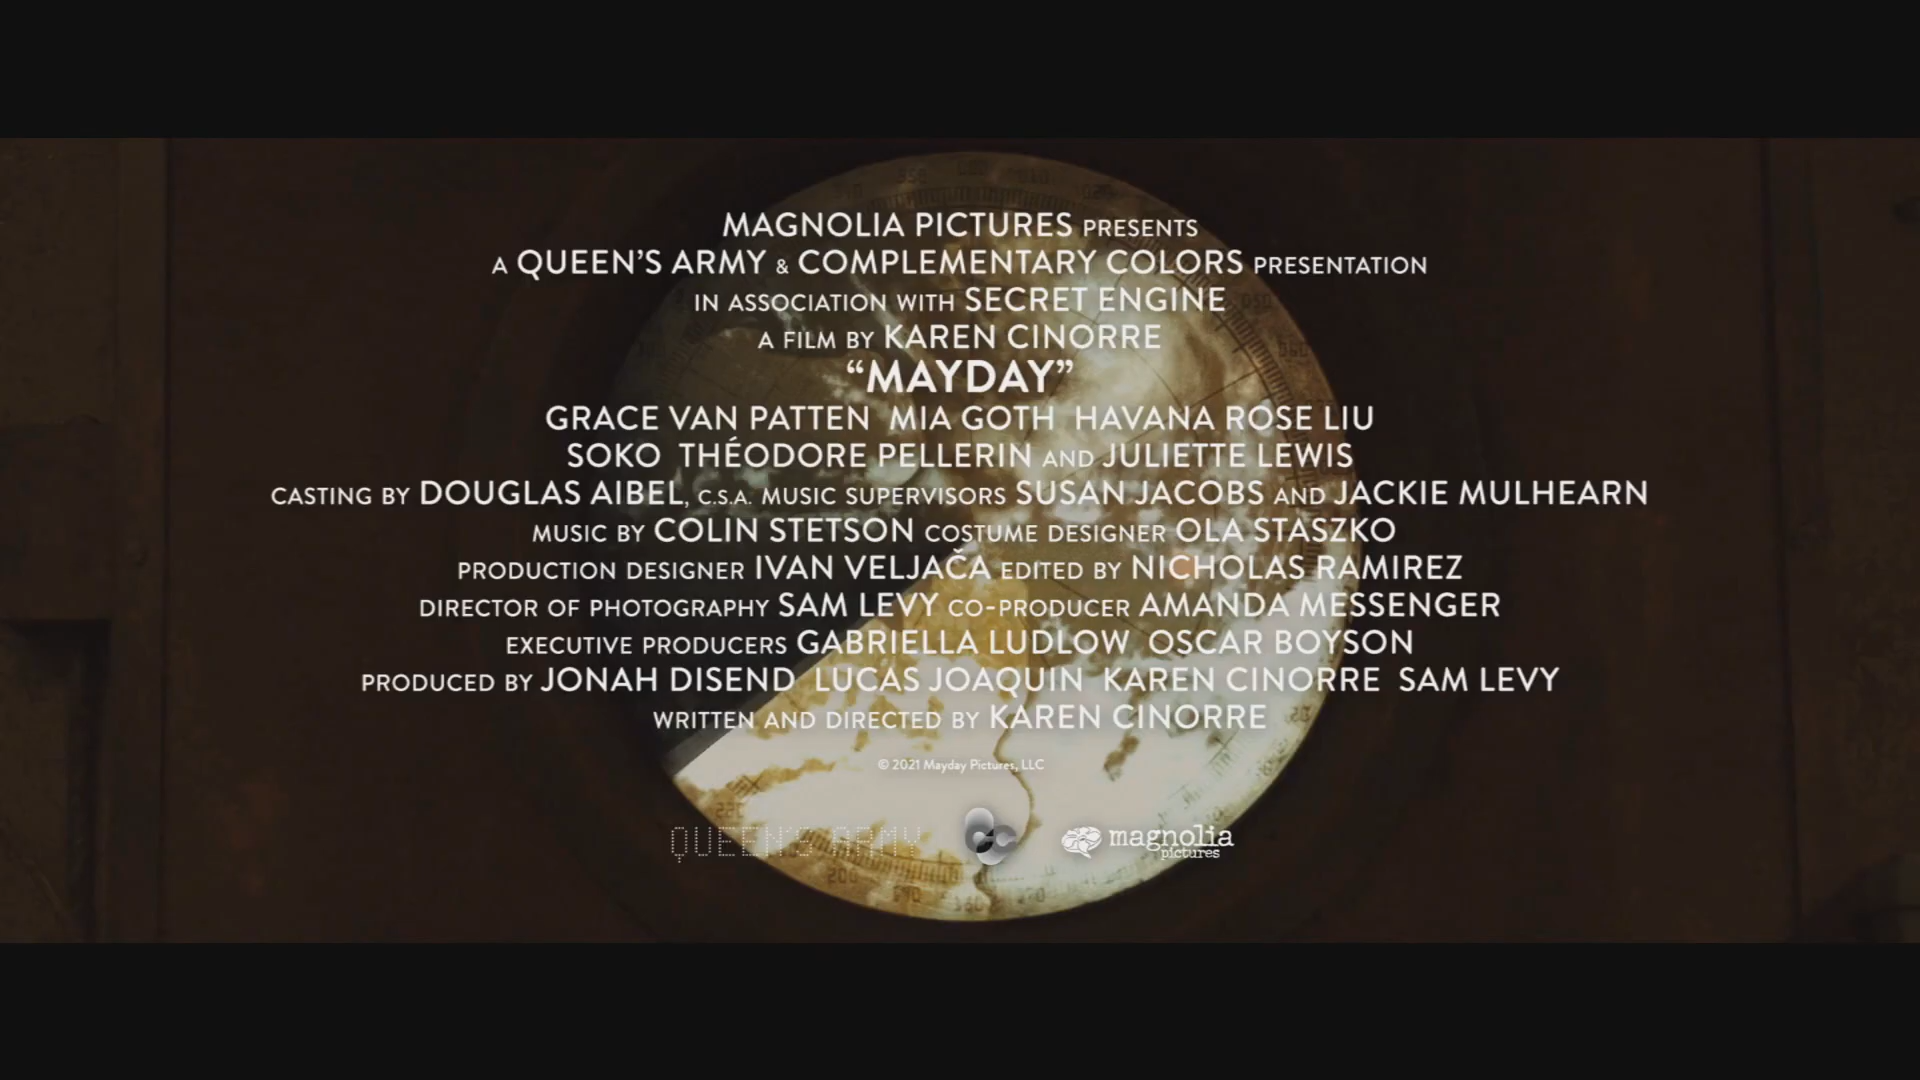 MAGNOLIA PICTURES PRESENTS
A QUEEN'S ARMY & COMPLEMENTARY COLORS PRESENTATION
IN ASSOCIATION WITH SECRET ENGINE
A FILM BY KAREN CINORRE
“MAYDAY”
GRACE VAN PATTEN MIA GOTH HAVANA ROSE LIU
SOKO THÉODORE PELLERIN AND JULIETTE LEWIS
CASTING BY DOUGLAS AIBEL, C.S.A. MUSIC SUPERVISORS SUSAN JACOBS AND JACKIE MULHEARN
MUSIC BY COLIN STETSON COSTUME DESIGNER OLA STASZKO
PRODUCTION DESIGNER IVAN VELJAČA EDITED BY NICHOLAS RAMIREZ
DIRECTOR OF PHOTOGRAPHY SAM LEVY CO-PRODUCER AMANDA MESSENGER
EXECUTIVE PRODUCERS GABRIELLA LUDLOW OSCAR BOYSON
PRODUCED BY JONAH DISEND LUCAS JOAQUIN KAREN CINORRE SAM LEVY
WRITTEN AND DIRECTED BY KAREN CINORRE
© 2021 Mayday Pictures, LLC
QUEEN'S ARMY CC magnolia pictures